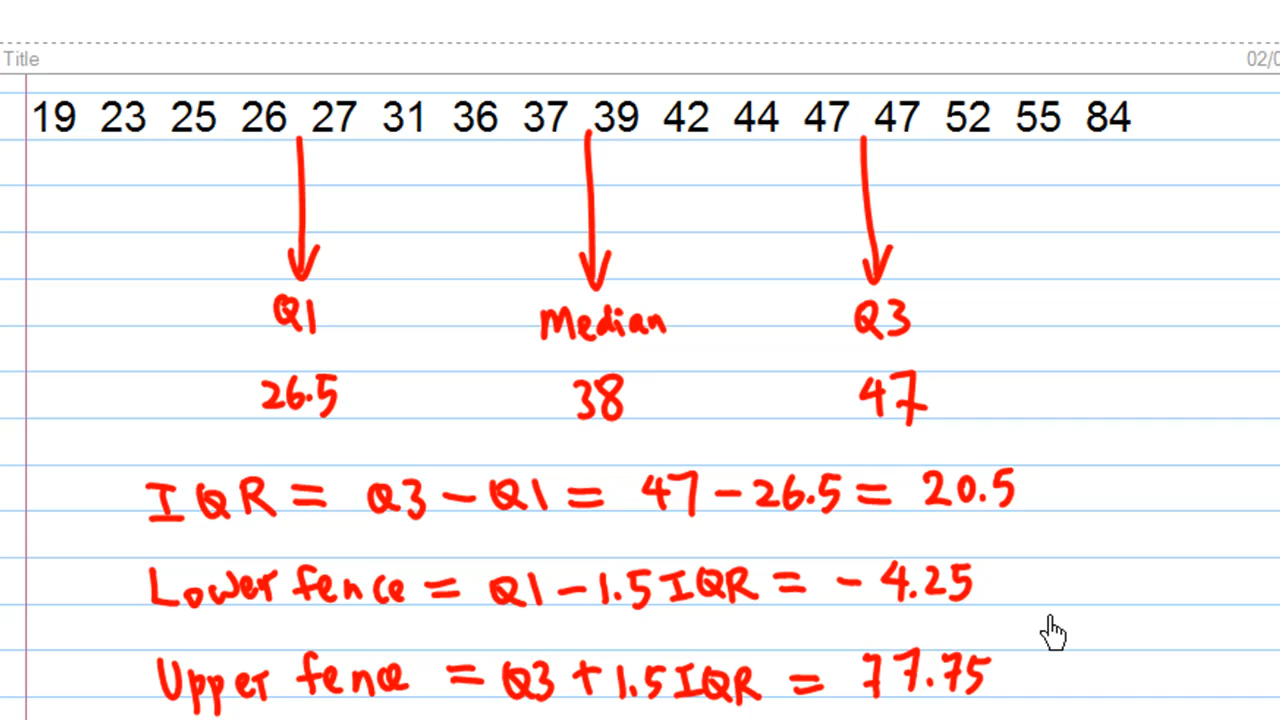 Title 02/0
19 23 25 26 27 31 36 37 39 42 44 47 47 52 55 84
Q1 Median Q3
26.5 38 47
IQR = Q3 - Q1 = 47 - 26.5 = 20.5
Lower fence = Q1 - 1.5 IQR = - 4.25
Upper fence = Q3 + 1.5 IQR = 77.75